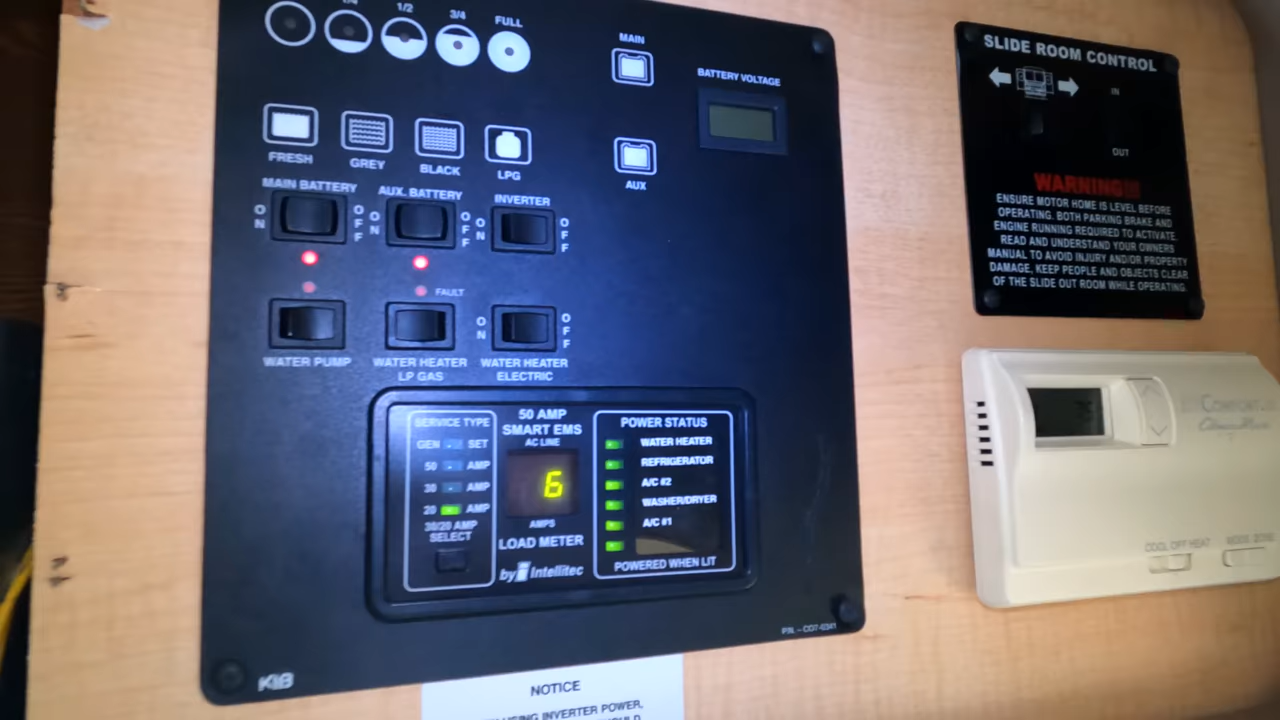 1/2
3/4
FULL
MAIN
BATTERY VOLTAGE
FRESH
GREY
BLACK
LPG
AUX
MAIN BATTERY
AUX. BATTERY
INVERTER
ON
OFF
ON
OFF
ON
OFF
FAULT
ON
OFF
WATER PUMP
WATER HEATER
LP GAS
WATER HEATER
ELECTRIC
SERVICE TYPE
GEN SET
50 AMP
30 AMP
20 AMP
30/20 AMP
SELECT
50 AMP
SMART EMS
AC LINE
6
AMPS
LOAD METER
by Intellitec
POWER STATUS
WATER HEATER
REFRIGERATOR
A/C #2
WASHER/DRYER
A/C #1
POWERED WHEN LIT
KIB
NOTICE
USING INVERTER POWER,
SLIDE ROOM CONTROL
IN
OUT
WARNING!!!
ENSURE MOTOR HOME IS LEVEL BEFORE
OPERATING. BOTH PARKING BRAKE AND
ENGINE RUNNING REQUIRED TO ACTIVATE.
READ AND UNDERSTAND YOUR OWNERS
MANUAL TO AVOID INJURY AND/OR PROPERTY
DAMAGE, KEEP PEOPLE AND OBJECTS CLEAR
OF THE SLIDE OUT ROOM WHILE OPERATING.
COOL OFF HEAT
MODE ZONE